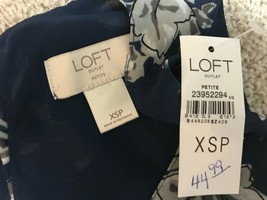 LOFT
OUTLET
PETITE
XSP
LOFT
OUTLET
PETITE
23952294
XSP
44.99